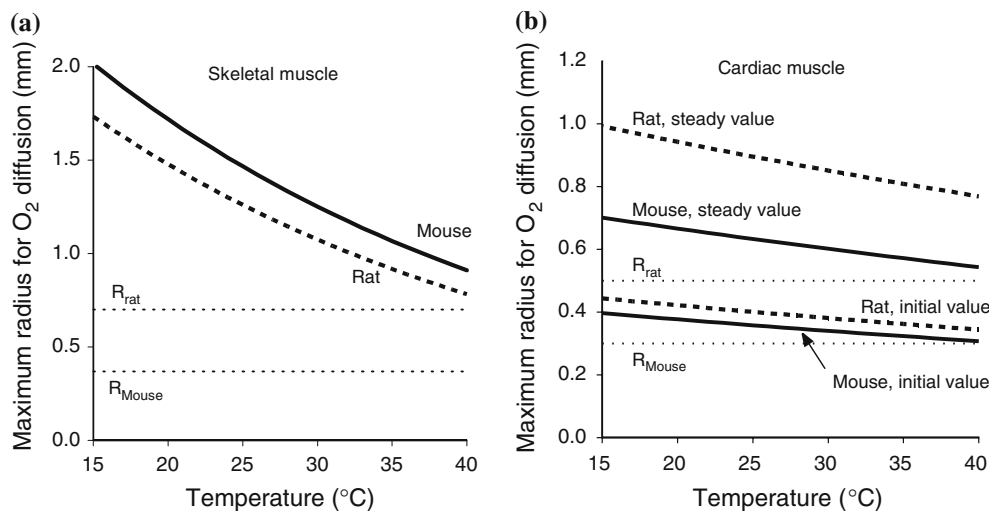 (a)
Skeletal muscle
Maximum radius for O2 diffusion (mm)
2.0
1.5
1.0
0.5
0.0
Mouse
Rat
Rrat
RMouse
15 20 25 30 35 40
Temperature (°C)
(b)
Cardiac muscle
Maximum radius for O2 diffusion (mm)
1.2
1.0
0.8
0.6
0.4
0.2
0.0
Rat, steady value
Mouse, steady value
Rrat
Rat, initial value
RMouse
Mouse, initial value
15 20 25 30 35 40
Temperature (°C)